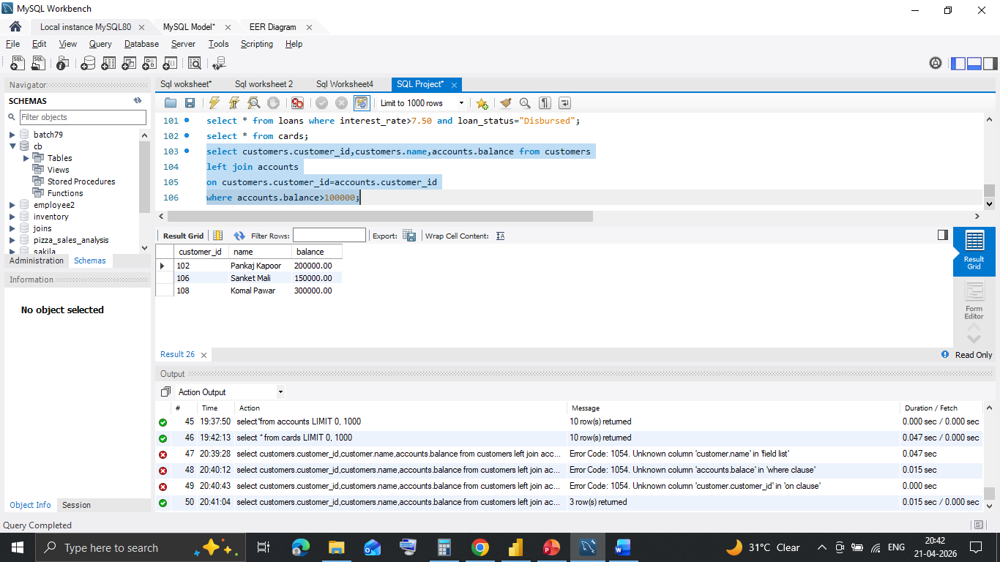 MySQL Workbench
Local instance MySQL80 MySQL Model* EER Diagram
File Edit View Query Database Server Tools Scripting Help
Navigator
SCHEMAS
Filter objects
batch79
cb
Tables
Views
Stored Procedures
Functions
employee2
inventory
joins
pizza_sales_analysis
sakila
Administration Schemas
Information
No object selected
Object Info Session
Query Completed
Sql woksheet* Sql worksheet 2 Sql Worksheet4 SQL Project*
Limit to 1000 rows
101 select * from loans where interest_rate>7.50 and loan_status="Disbursed";
102 select * from cards;
103 select customers.customer_id,customers.name,accounts.balance from customers
104 left join accounts
105 on customers.customer_id=accounts.customer_id
106 where accounts.balance>100000;
Result Grid Filter Rows: Export: Wrap Cell Content:
customer_id name balance
102 Pankaj Kapoor 200000.00
106 Sanket Mali 150000.00
108 Komal Pawar 300000.00
Result Grid
Form Editor
Result 26
Read Only
Output
Action Output
# Time Action Message Duration / Fetch
45 19:37:50 select*from accounts LIMIT 0, 1000 10 row(s) returned 0.000 sec / 0.000 sec
46 19:42:13 select * from cards LIMIT 0, 1000 10 row(s) returned 0.047 sec / 0.000 sec
47 20:39:28 select customers.customer_id,customer.name,accounts.balance from customers left join acc... Error Code: 1054. Unknown column 'customer.name' in 'field list' 0.047 sec
48 20:40:12 select customers.customer_id,customers.name,accounts.balance from customers left join ac... Error Code: 1054. Unknown column 'accounts.balace' in 'where clause' 0.015 sec
49 20:40:43 select customers.customer_id,customers.name,accounts.balance from customers left join ac... Error Code: 1054. Unknown column 'customer.customer_id' in 'on clause' 0.000 sec
50 20:41:04 select customers.customer_id,customers.name,accounts.balance from customers left join ac... 3 row(s) returned 0.015 sec / 0.000 sec
Type here to search
31°C Clear
ENG
20:42
21-04-2026